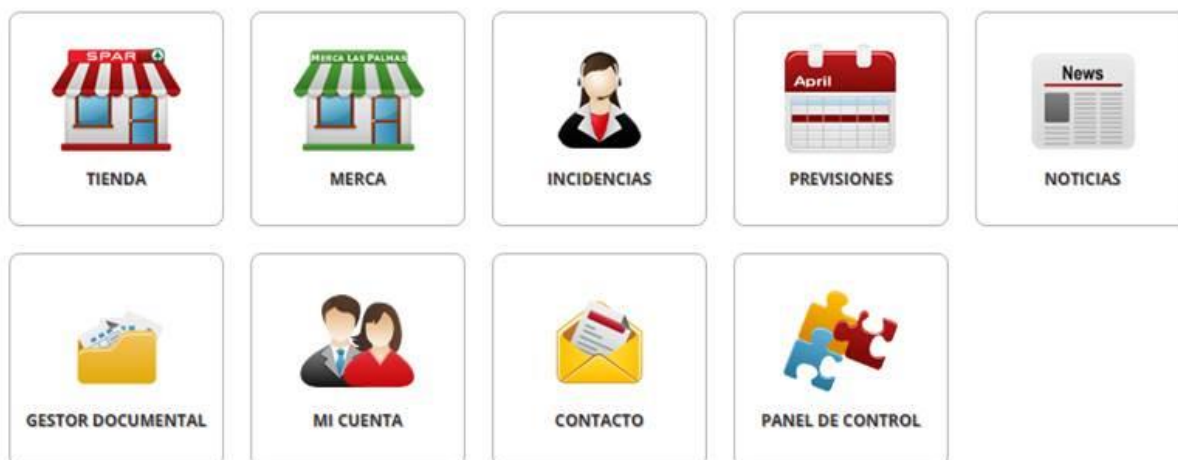 SPAR
MERCA LAS PALMAS
April
News
TIENDA
MERCA
INCIDENCIAS
PREVISIONES
NOTICIAS
GESTOR DOCUMENTAL
MI CUENTA
CONTACTO
PANEL DE CONTROL